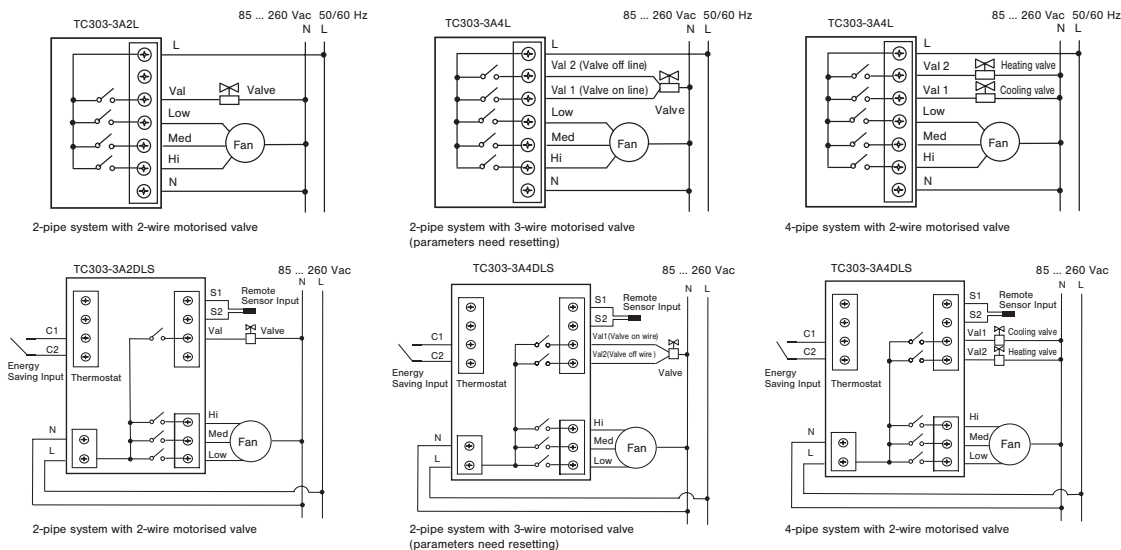 TC303-3A2L
85 ... 260 Vac 50/60 Hz
N L
L
Val
Valve
Low
Med
Hi
Fan
N
2-pipe system with 2-wire motorised valve
TC303-3A4L
85 ... 260 Vac 50/60 Hz
N L
L
Val 2 (Valve off line)
Val 1 (Valve on line)
Valve
Low
Med
Hi
Fan
N
2-pipe system with 3-wire motorised valve
(parameters need resetting)
TC303-3A4L
85 ... 260 Vac 50/60 Hz
N L
L
Val 2
Heating valve
Val 1
Cooling valve
Low
Med
Hi
Fan
N
4-pipe system with 2-wire motorised valve
TC303-3A2DLS
85 ... 260 Vac
N L
S1
S2
Remote
Sensor Input
Val
Valve
C1
C2
Energy
Saving Input
Thermostat
Hi
Med
Low
Fan
N
L
2-pipe system with 2-wire motorised valve
TC303-3A4DLS
85 ... 260 Vac
N L
S1
S2
Remote
Sensor Input
Val1(Valve on wire)
Val2(Valve off wire )
Valve
C1
C2
Energy
Saving Input
Thermostat
Hi
Med
Low
Fan
N
L
2-pipe system with 3-wire motorised valve
(parameters need resetting)
TC303-3A4DLS
85 ... 260 Vac
N L
S1
S2
Remote
Sensor Input
Val1
Cooling valve
Val2
Heating valve
C1
C2
Energy
Saving Input
Thermostat
Hi
Med
Low
Fan
N
L
4-pipe system with 2-wire motorised valve